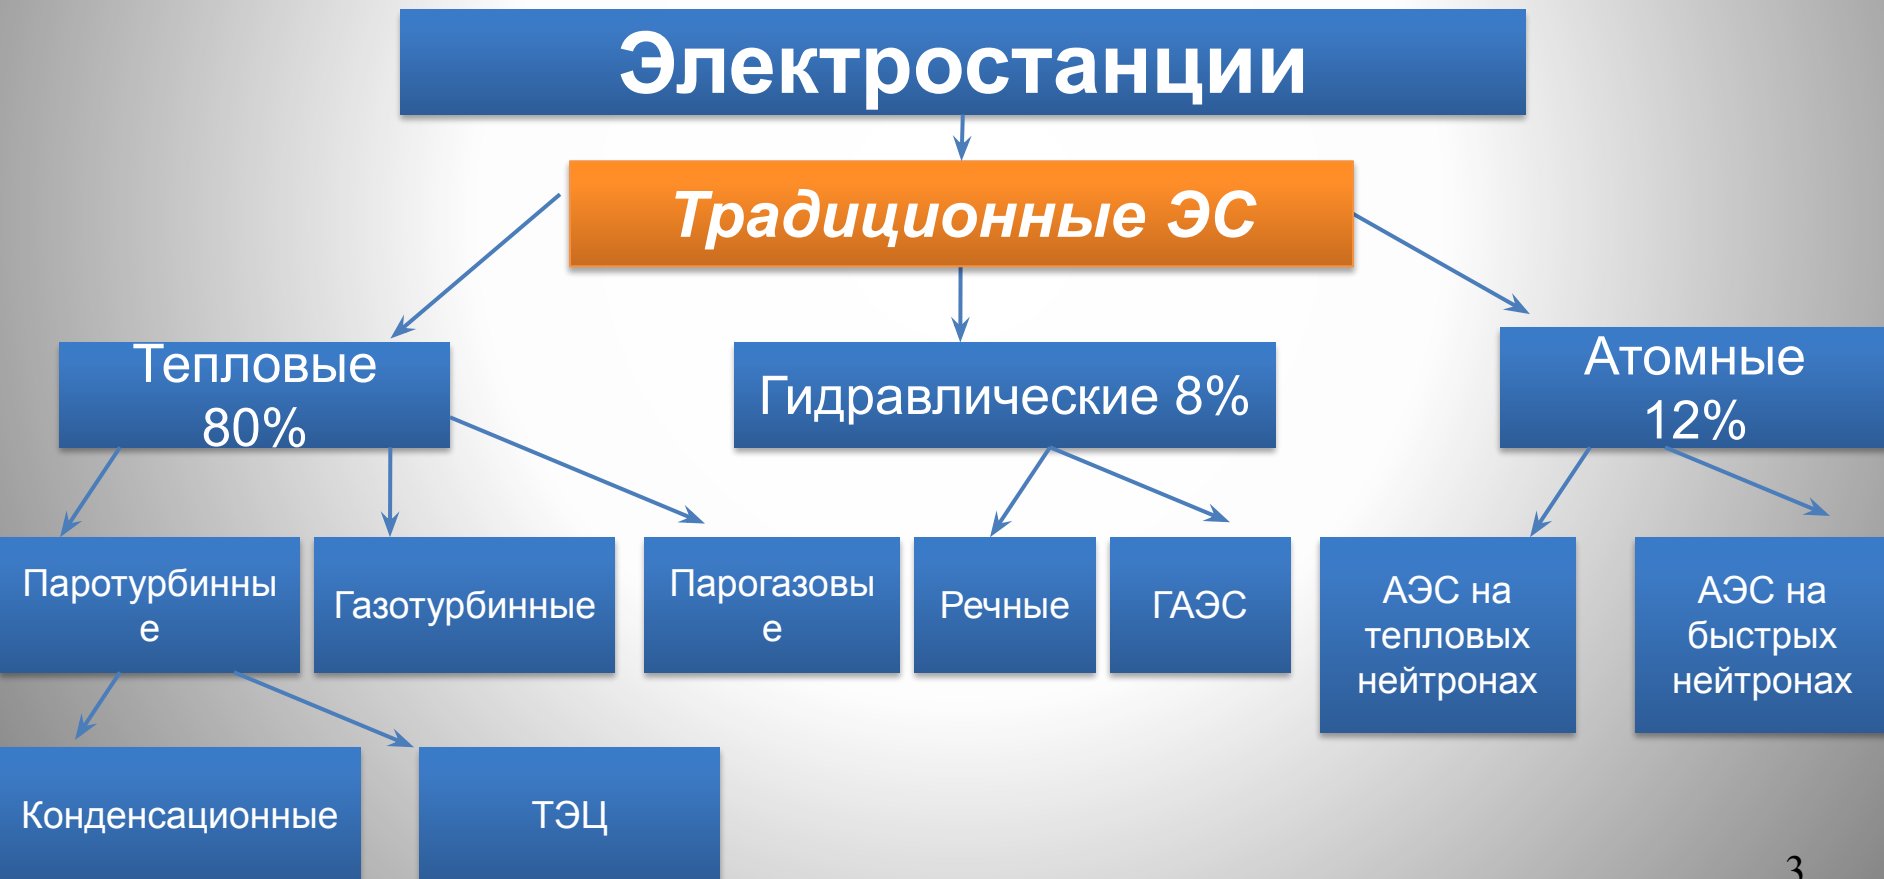 Электростанции
Традиционные ЭС
Тепловые
80%
Гидравлические 8%
Атомные
12%
Паротурбинны
е
Газотурбинные
Парогазовы
е
Речные
ГАЭС
АЭС на
тепловых
нейтронах
АЭС на
быстрых
нейтронах
Конденсационные
ТЭЦ
3